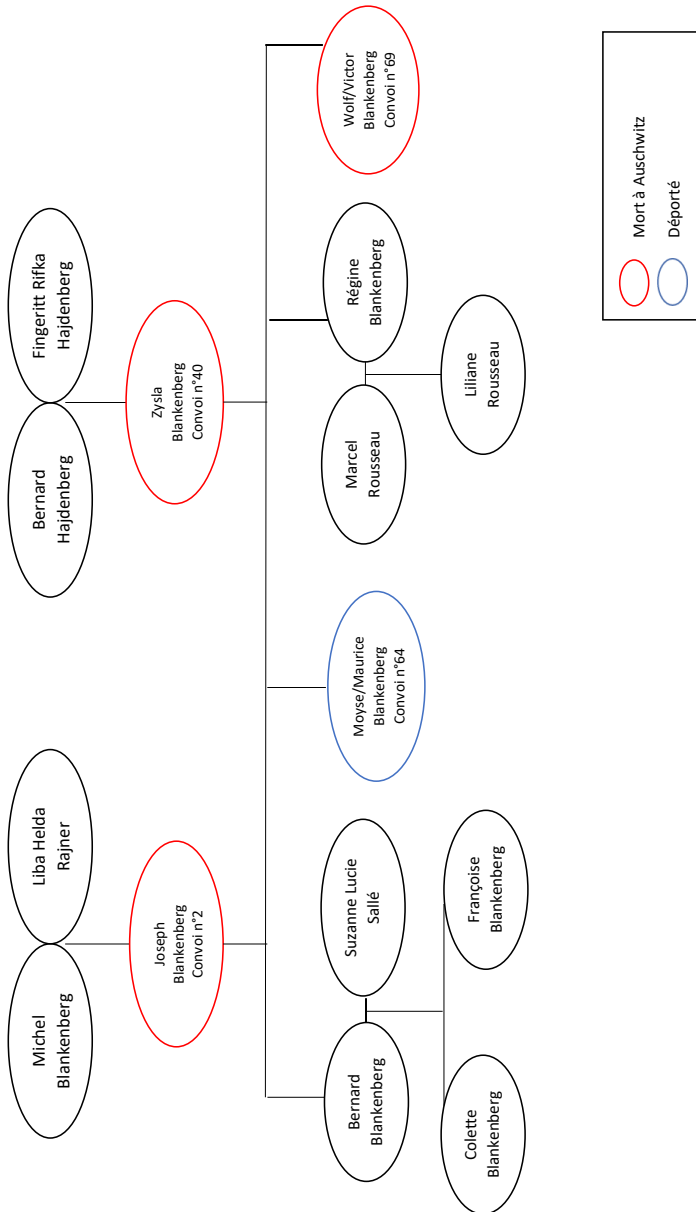 Michel
Blankenberg
Liba Helda
Rajner
Bernard
Hajdenberg
Fingeritt Rifka
Hajdenberg
Joseph
Blankenberg
Convoi n°2
Zysla
Blankenberg
Convoi n°40
Bernard
Blankenberg
Suzanne Lucie
Sallé
Moyse/Maurice
Blankenberg
Convoi n°64
Marcel
Rousseau
Régine
Blankenberg
Wolf/Victor
Blankenberg
Convoi n°69
Colette
Blankenberg
Françoise
Blankenberg
Liliane
Rousseau
Mort à Auschwitz
Déporté